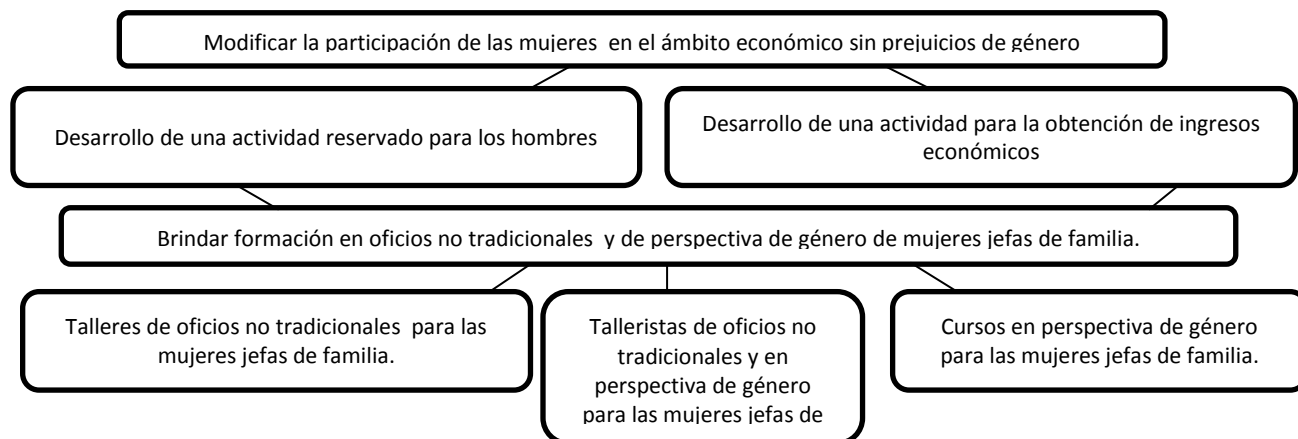 Modificar la participación de las mujeres  en el ámbito económico sin prejuicios de género
Desarrollo de una actividad reservado para los hombres
Desarrollo de una actividad para la obtención de ingresos
económicos
Brindar formación en oficios no tradicionales  y de perspectiva de género de mujeres jefas de familia.
Talleres de oficios no tradicionales  para las
mujeres jefas de familia.
Talleristas de oficios no
tradicionales y en
perspectiva de género
para las mujeres jefas de
Cursos en perspectiva de género
para las mujeres jefas de familia.